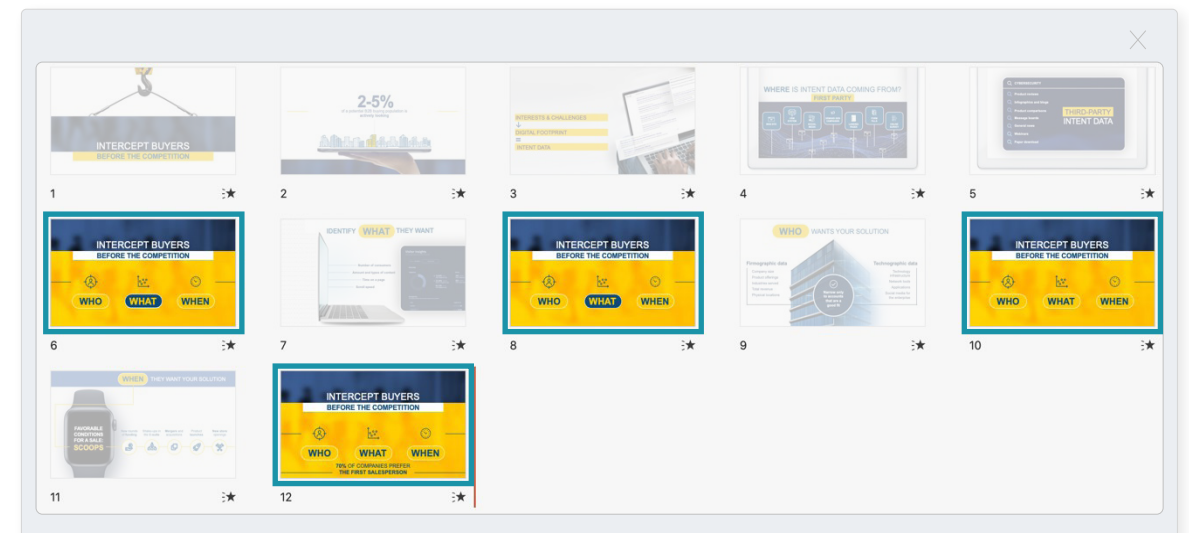 INTERCEPT BUYERS
BEFORE THE COMPETITION
1
2-5%
actively looking
2
INTERESTS & CHALLENGES
DIGITAL FOOTPRINT
INTENT DATA
3
WHERE IS INTENT DATA COMING FROM?
FIRST PARTY
4
CYBERSECURITY
THIRD-PARTY
INTENT DATA
5
INTERCEPT BUYERS
BEFORE THE COMPETITION
WHO WHAT WHEN
6
IDENTIFY WHAT THEY WANT
7
INTERCEPT BUYERS
BEFORE THE COMPETITION
WHO WHAT WHEN
8
WHO WANTS YOUR SOLUTION
Firmographic data
Technographic data
9
INTERCEPT BUYERS
BEFORE THE COMPETITION
WHO WHAT WHEN
10
WHEN THEY WANT YOUR SOLUTION
FAVORABLE
CONDITIONS
FOR A SALE:
SCOOPS
11
INTERCEPT BUYERS
BEFORE THE COMPETITION
WHO WHAT WHEN
70% OF COMPANIES PREFER
THE FIRST SALESPERSON
12